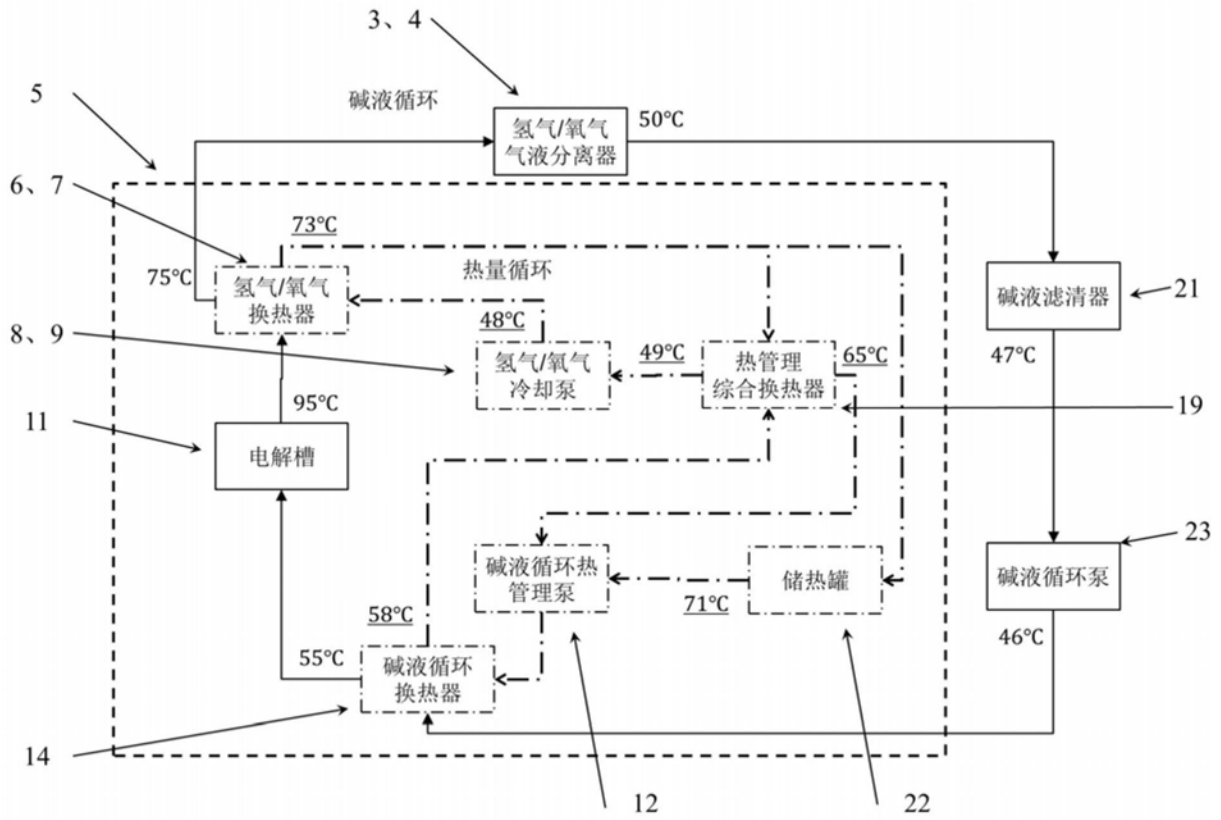 3、4
5
碱液循环
氢气/氧气
气液分离器
50℃
6、7
73℃
75℃
氢气/氧气
换热器
热量循环
碱液滤清器
21
8、9
48℃
氢气/氧气
冷却泵
49℃
热管理
综合换热器
65℃
47℃
19
95℃
11
电解槽
碱液循环热
管理泵
储热罐
71℃
碱液循环泵
23
58℃
46℃
55℃
碱液循环
换热器
14
12
22